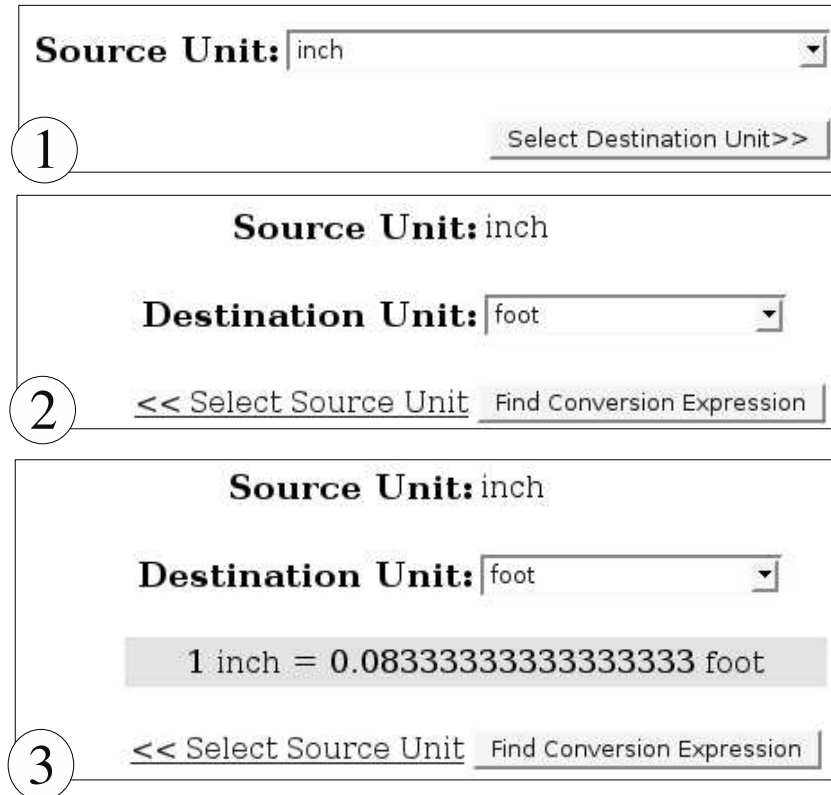 Source Unit: inch
Select Destination Unit>>
1
Source Unit: inch
Destination Unit: foot
<< Select Source Unit Find Conversion Expression
2
Source Unit: inch
Destination Unit: foot
1 inch = 0.08333333333333333 foot
<< Select Source Unit Find Conversion Expression
3